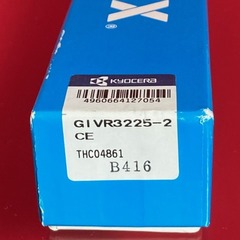 X
KYOCERA
4960664127054
GIVR3225-2
CE
THC04861
B416